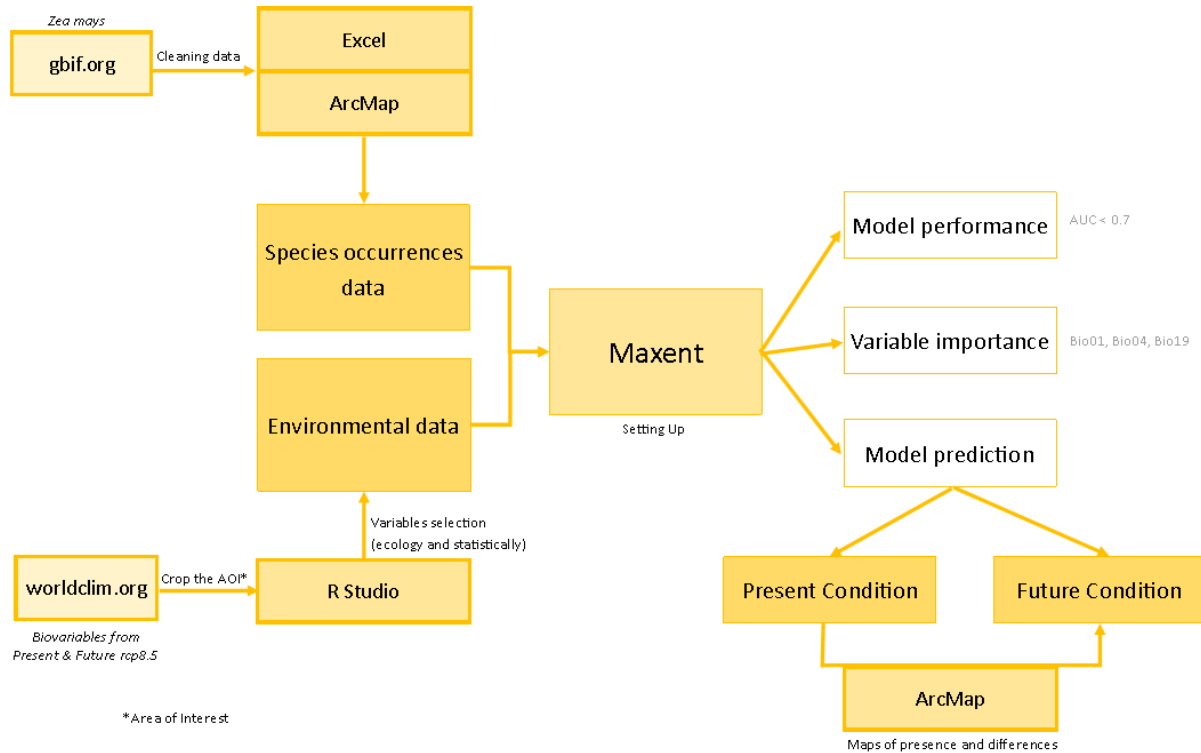 Zea mays
gbif.org
Cleaning data
Excel
ArcMap
Species occurrences
data
Environmental data
Variables selection
(ecology and statistically)
worldclim.org
Crop the AOI*
R Studio
Biovariables from
Present & Future rcp8.5
*Area of Interest
Maxent
Setting Up
Model performance
AUC < 0.7
Variable importance
Bio01, Bio04, Bio19
Model prediction
Present Condition
Future Condition
ArcMap
Maps of presence and differences